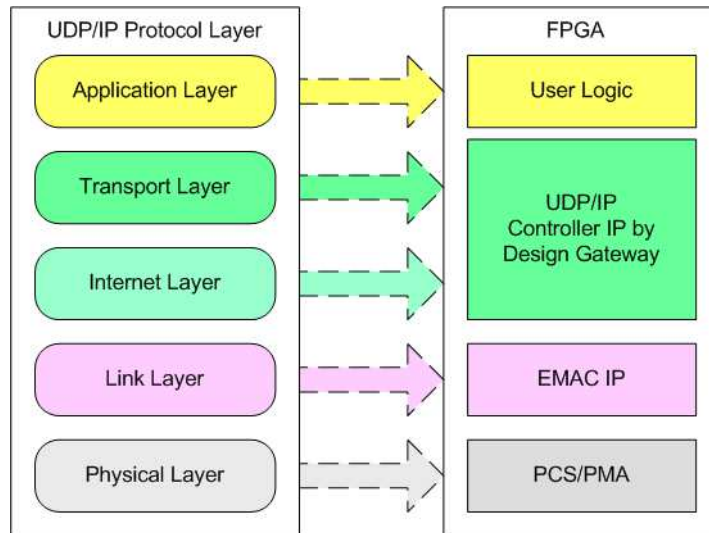 UDP/IP Protocol Layer
Application Layer
Transport Layer
Internet Layer
Link Layer
Physical Layer
FPGA
User Logic
UDP/IP
Controller IP by
Design Gateway
EMAC IP
PCS/PMA